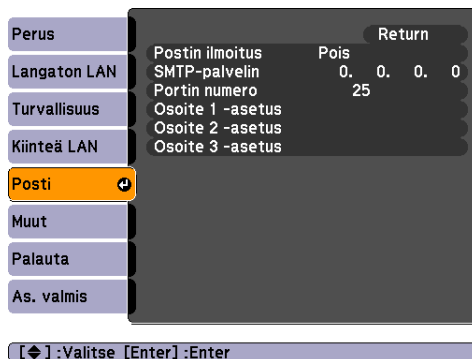 Perus
Langaton LAN
Turvallisuus
Kiinteä LAN
Posti
Muut
Palauta
As. valmis
Return
Postin ilmoitus Pois
SMTP-palvelin 0. 0. 0. 0
Portin numero 25
Osoite 1 -asetus
Osoite 2 -asetus
Osoite 3 -asetus
[◆] :Valitse [Enter] :Enter